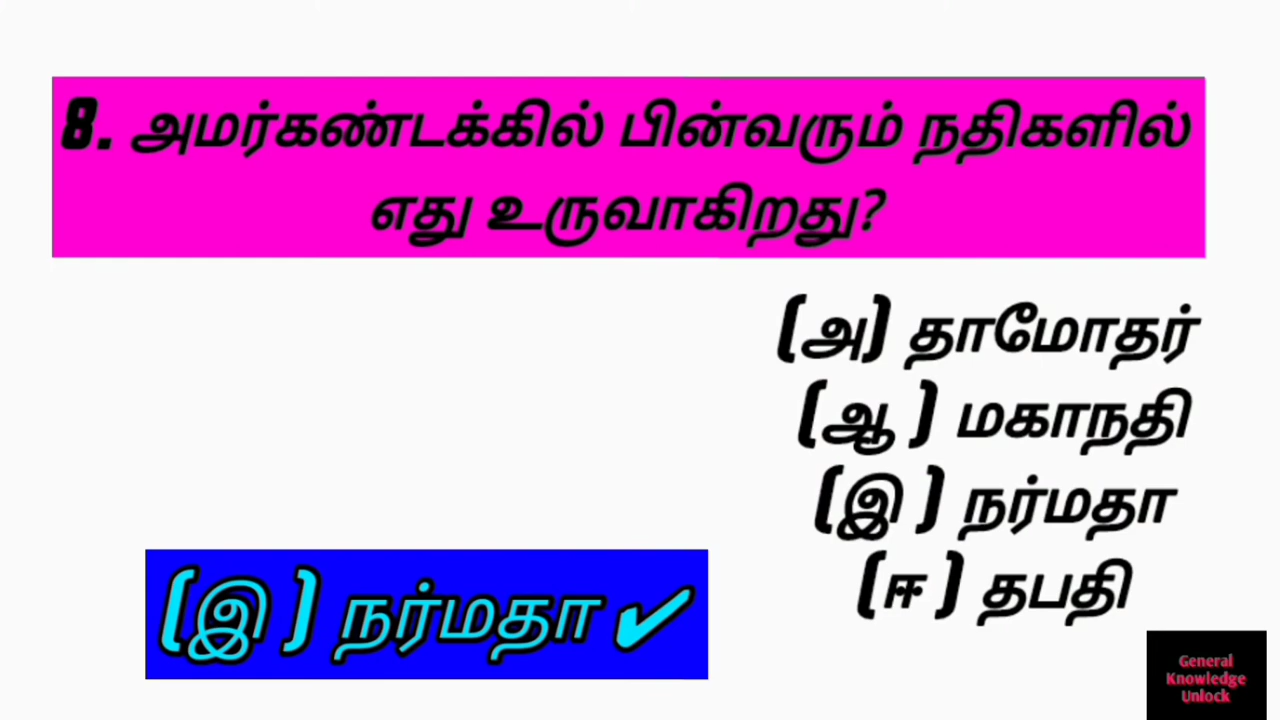 8. அமர்கண்டக்கில் பின்வரும் நதிகளில்
எது உருவாகிறது?
(அ) தாமோதர்
(ஆ ) மகாநதி
(இ ) நர்மதா
(ஈ ) தபதி
(இ ) நர்மதா ✔
General
Knowledge
Unlock